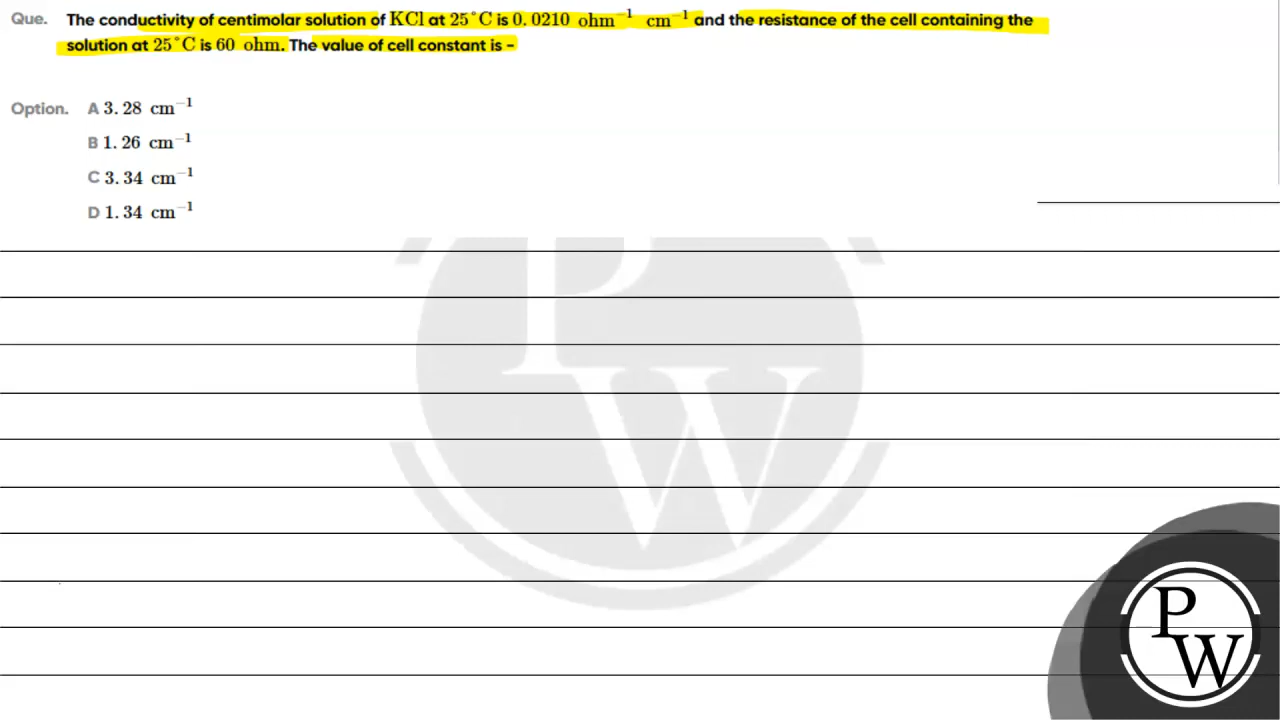 Que. The conductivity of centimolar solution of KCl at 25°C is 0.0210 ohm⁻¹ cm⁻¹ and the resistance of the cell containing the
solution at 25°C is 60 ohm. The value of cell constant is -
Option. A 3.28 cm⁻¹
B 1.26 cm⁻¹
C 3.34 cm⁻¹
D 1.34 cm⁻¹
PW
PW